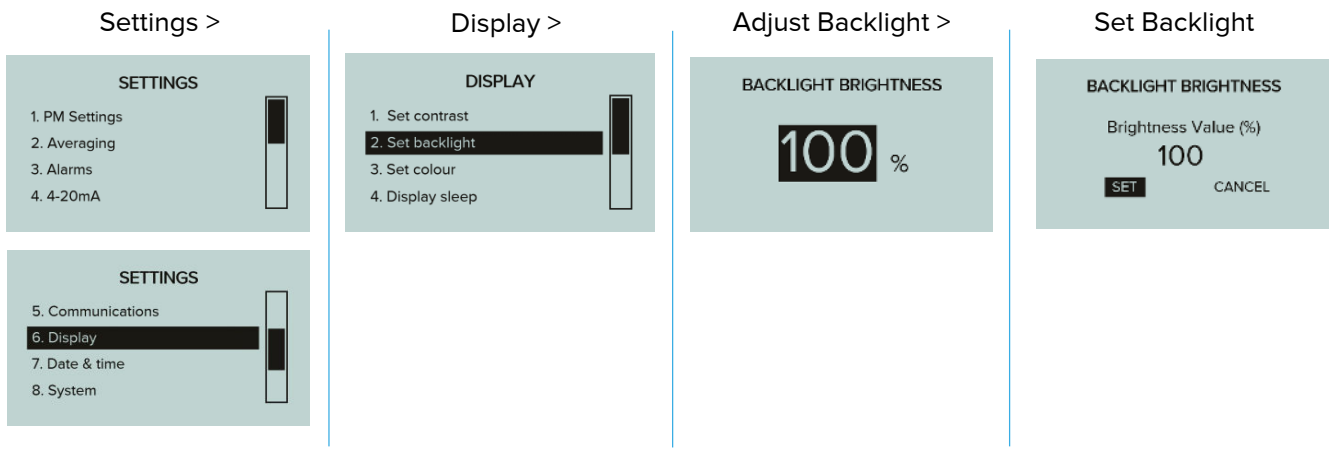 Settings >
SETTINGS
1. PM Settings
2. Averaging
3. Alarms
4. 4-20mA
SETTINGS
5. Communications
6. Display
7. Date & time
8. System
Display >
DISPLAY
1. Set contrast
2. Set backlight
3. Set colour
4. Display sleep
Adjust Backlight >
BACKLIGHT BRIGHTNESS
100 %
Set Backlight
BACKLIGHT BRIGHTNESS
Brightness Value (%)
100
SET CANCEL